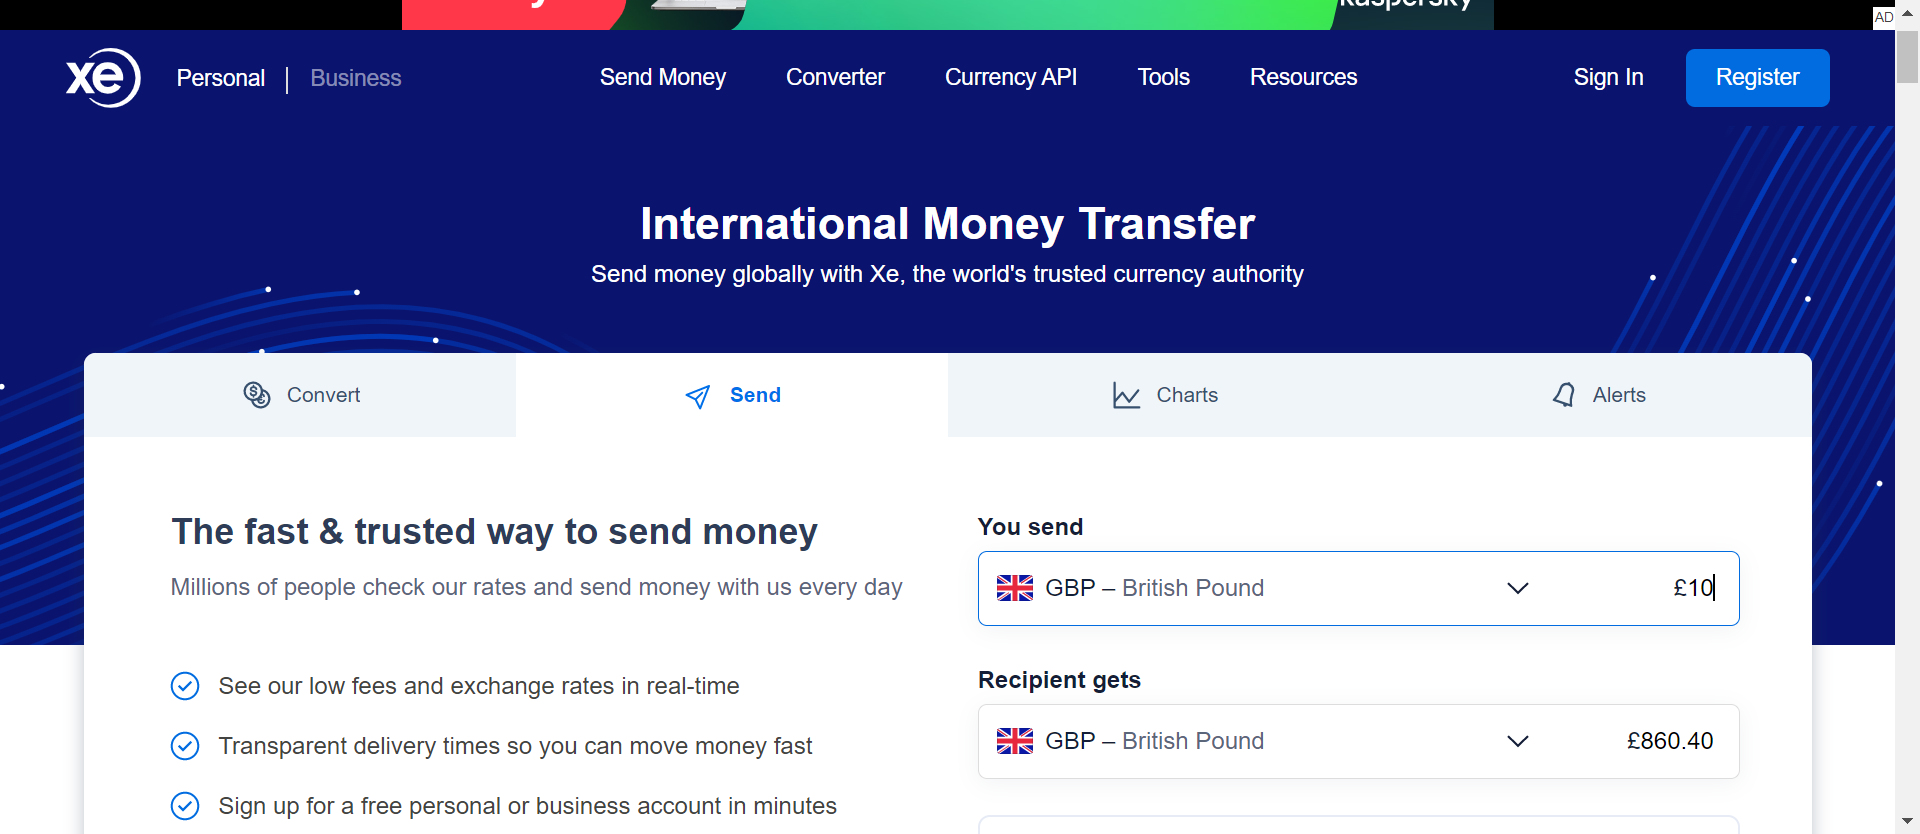 AD
xe Personal | Business Send Money Converter Currency API Tools Resources Sign In Register
International Money Transfer
Send money globally with Xe, the world's trusted currency authority
Convert Send Charts Alerts
The fast & trusted way to send money
Millions of people check our rates and send money with us every day
See our low fees and exchange rates in real-time
Transparent delivery times so you can move money fast
Sign up for a free personal or business account in minutes
You send
GBP – British Pound £10
Recipient gets
GBP – British Pound £860.40